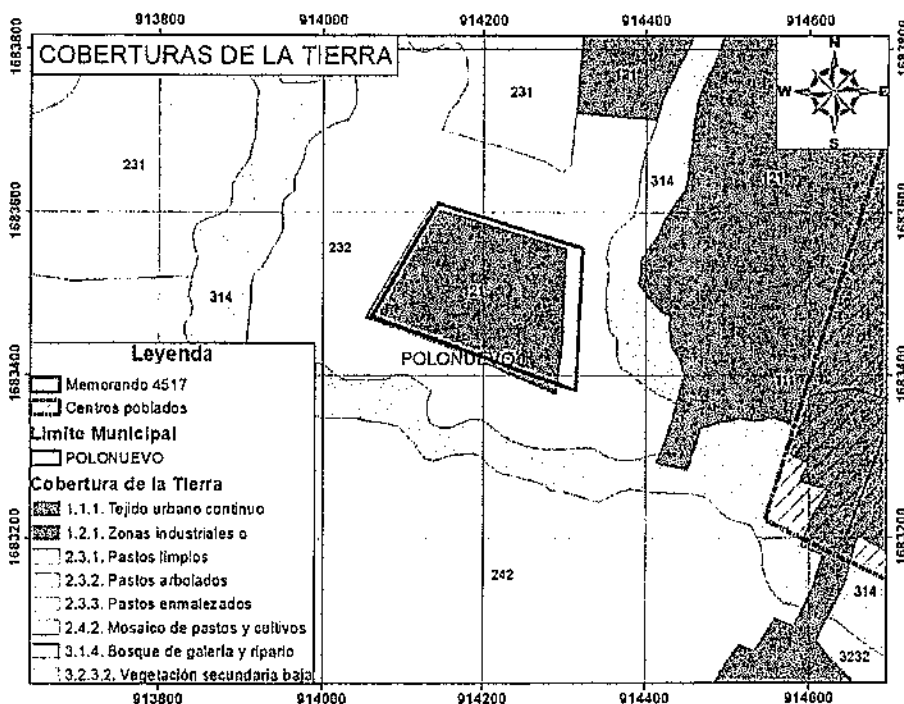 913800 914000 914200 914400 914600
1683800
COBERTURAS DE LA TIERRA
121
1683800
N
W E
S
231
231
314
121
1683600
1683600
232
121
314
POLONUEVO
1683400
1683400
111
Leyenda
Memorando 4517
Centros poblados
Limite Municipal
POLONUEVO
Cobertura de la Tierra
1.1.1. Tejido urbano continuo
1.2.1. Zonas industriales o
2.3.1. Pastos limpios
2.3.2. Pastos arbolados
2.3.3. Pastos enmalezados
2.4.2. Mosaico de pastos y cultivos
3.1.4. Bosque de galeria y ripario
3.2.3.2. Vegetación secundaria baja
1683200
1683200
242
314
3232
913800 914000 914200 914400 914600